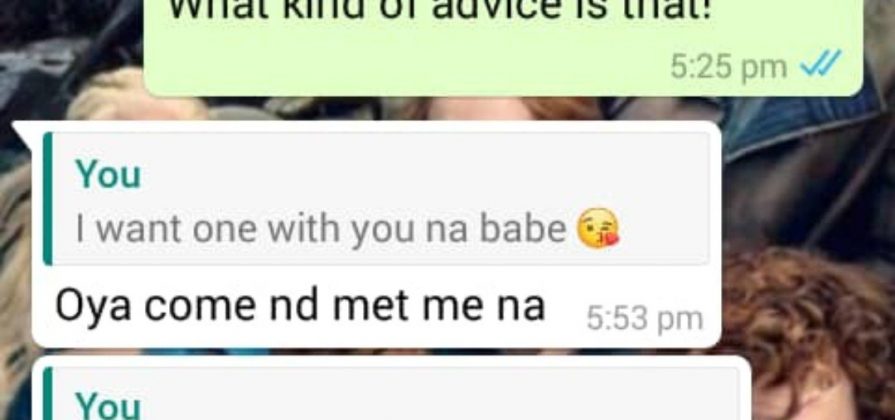 What kind of advice is that!
5:25 pm
You
I want one with you na babe 😘
Oya come nd met me na
5:53 pm
You